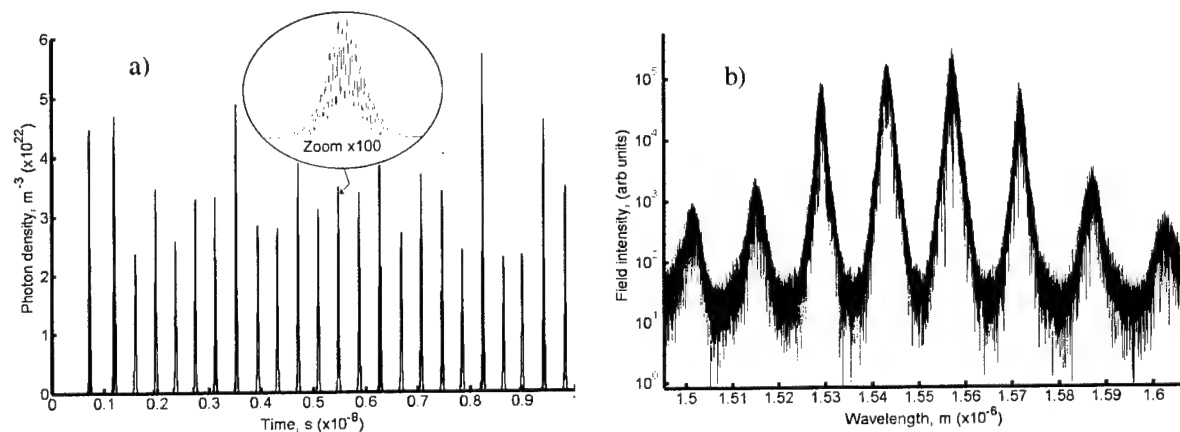 a)
Zoom x100
Photon density, m⁻³ (x10²²)
6
5
4
3
2
1
0
0 0.1 0.2 0.3 0.4 0.5 0.6 0.7 0.8 0.9
Time, s (x10⁻⁸)
b)
Field intensity, (arb units)
10⁵
10⁴
10³
10²
10¹
10⁰
1.5 1.51 1.52 1.53 1.54 1.55 1.56 1.57 1.58 1.59 1.6
Wavelength, m (x10⁻⁶)